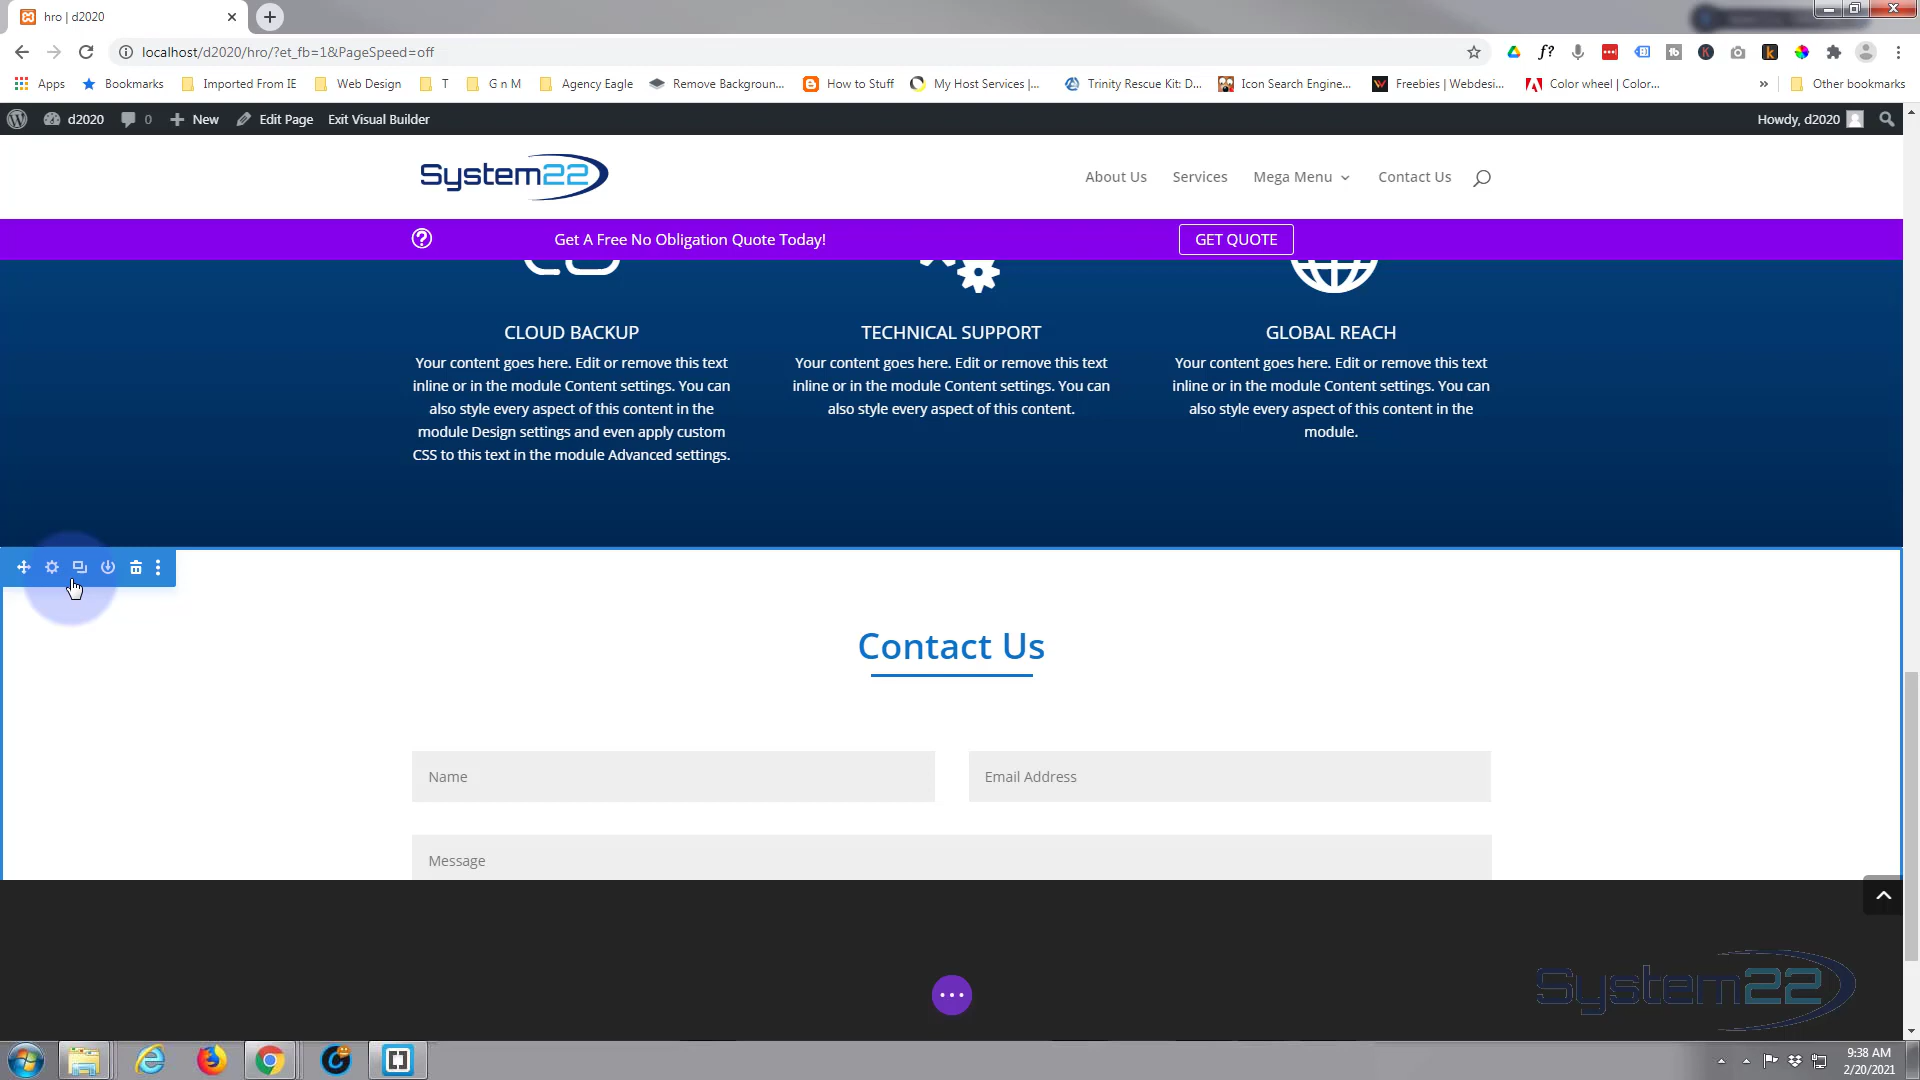 hro | d2020
localhost/d2020/hro/?et_fb=1&PageSpeed=off
Apps Bookmarks Imported From IE Web Design T G n M Agency Eagle Remove Backgroun... How to Stuff My Host Services |... Trinity Rescue Kit: D... Icon Search Engine... Freebies | Webdesi... Color wheel | Color... » Other bookmarks
d2020 0 New Edit Page Exit Visual Builder Howdy, d2020
System22 About Us Services Mega Menu Contact Us
Get A Free No Obligation Quote Today! GET QUOTE
CLOUD BACKUP
Your content goes here. Edit or remove this text
inline or in the module Content settings. You can
also style every aspect of this content in the
module Design settings and even apply custom
CSS to this text in the module Advanced settings.
TECHNICAL SUPPORT
Your content goes here. Edit or remove this text
inline or in the module Content settings. You can
also style every aspect of this content.
GLOBAL REACH
Your content goes here. Edit or remove this text
inline or in the module Content settings. You can
also style every aspect of this content in the
module.
Contact Us
Name Email Address
Message
System22
9:38 AM
2/20/2021